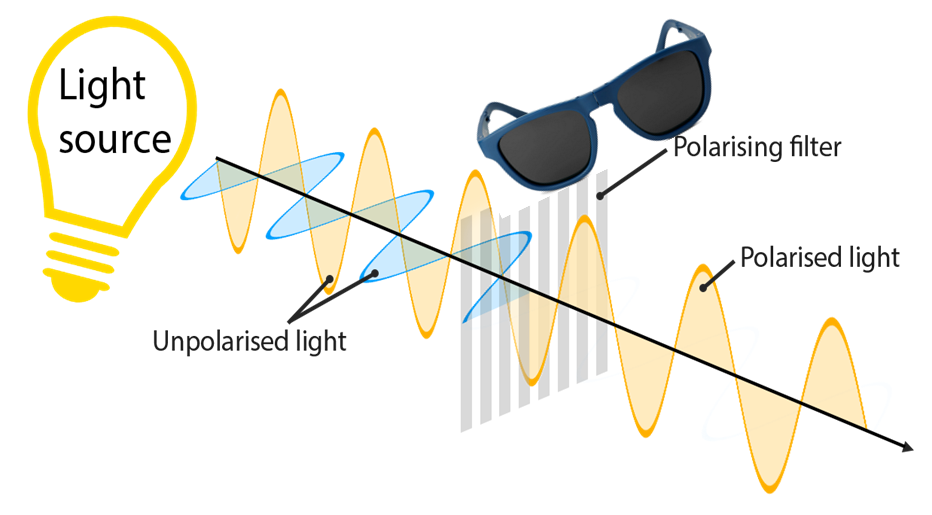 Light
source
Polarising filter
Polarised light
Unpolarised light